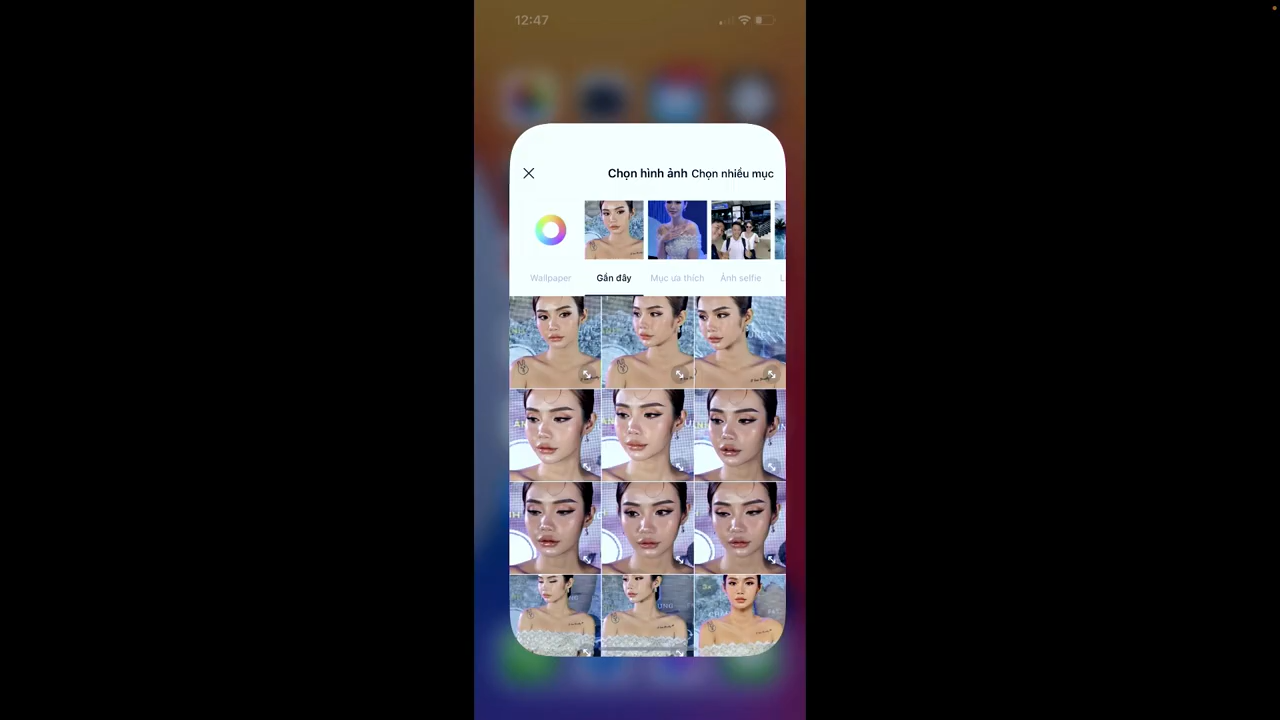 12:47
Chọn hình ảnh Chọn nhiều mục
Wallpaper Gần đây Mục ưa thích Ảnh selfie